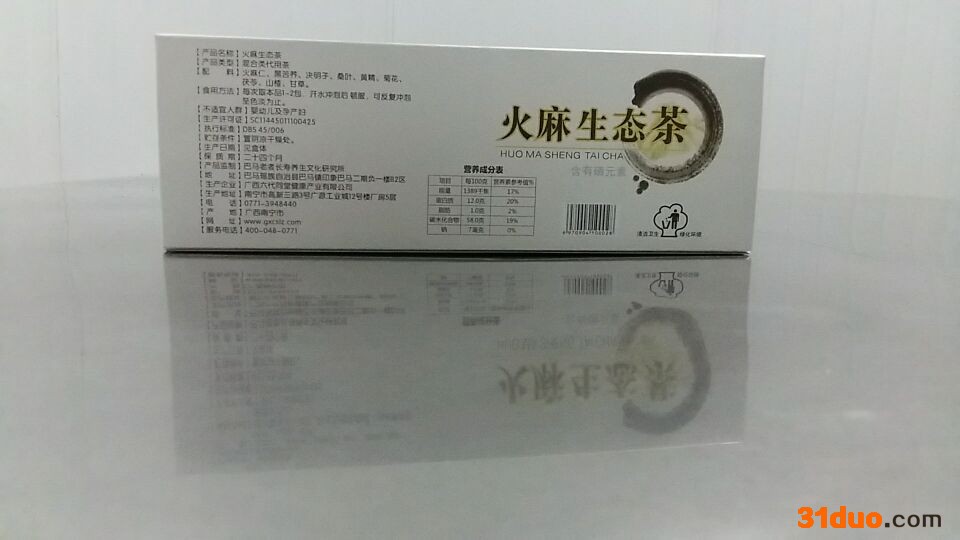 【产品名称】火麻生态茶
【产品类型】混合类代用茶
【配 料】火麻仁、黑苦荞、决明子、桑叶、黄精、菊花、
茯苓、山楂、甘草。
【食用方法】每次取本品1-2包，开水冲泡后 顿服，可反复冲泡
至色淡为止。
【不适宜人群】婴幼儿及孕产妇
【生产许可证】SC11445011100425
【执行标准】DBS 45/006
【贮存条件】置阴凉干燥处。
【生产日期】见盒体
【保 质 期】二十四个月
【产品监制】巴马老者长寿养生文化研究所
【地 址】巴马瑶族自治县巴马镇印象巴马二期负一楼B2区
【生产企业】广西六代同堂健康产业有限公司
【生产地址】南宁市高新三路3号广源工业城12号楼厂房5层
【电 话】0771-3948440
【产 地】广西南宁市
【网 址】www.gxcslz.com
【服务电话】400-048-0771
营养成分表
项目 每100克 营养素参考值%
能量 1389千焦 17%
蛋白质 12.0克 20%
脂肪 1.0克 2%
碳水化合物 58.0克 19%
钠 7毫克 0%
火麻生态茶
HUO MA SHENG TAI CHA
含有硒元素
清洁卫生 绿化环境
31duo.com